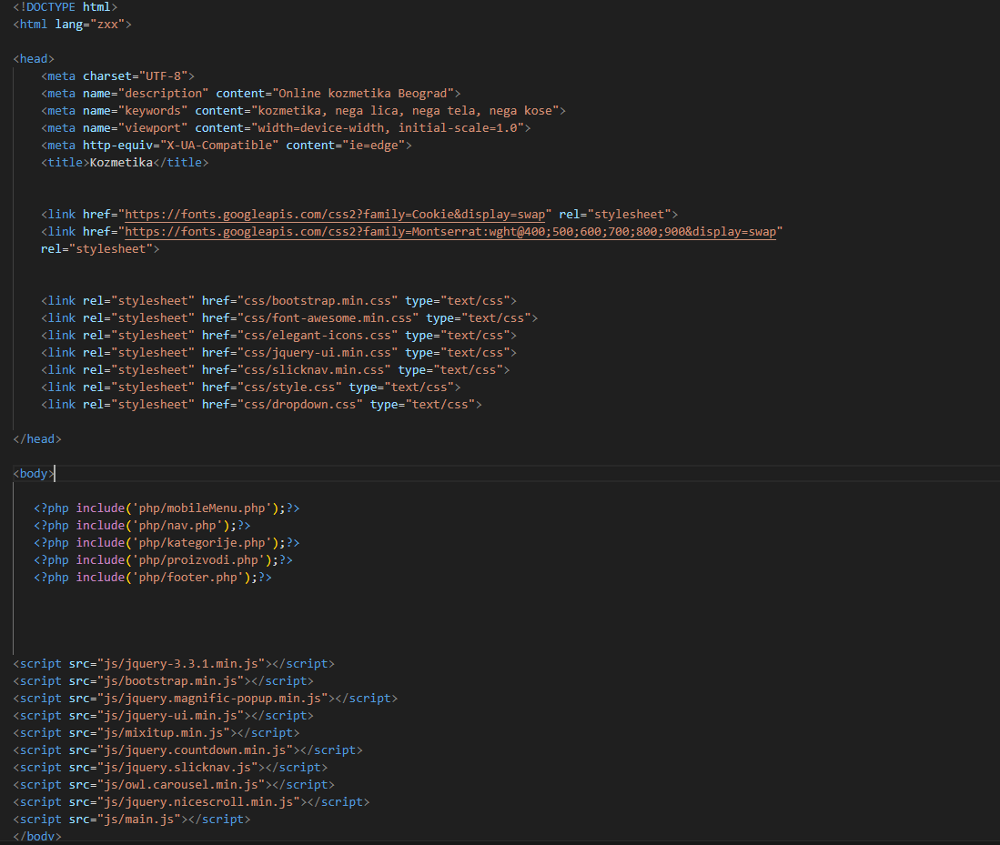 <!DOCTYPE html>
<html lang="zxx">
<head>
<meta charset="UTF-8">
<meta name="description" content="Online kozmetika Beograd">
<meta name="keywords" content="kozmetika, nega lica, nega tela, nega kose">
<meta name="viewport" content="width=device-width, initial-scale=1.0">
<meta http-equiv="X-UA-Compatible" content="ie=edge">
<title>Kozmetika</title>
<link href="https://fonts.googleapis.com/css2?family=Cookie&display=swap" rel="stylesheet">
<link href="https://fonts.googleapis.com/css2?family=Montserrat:wght@400;500;600;700;800;900&display=swap"
rel="stylesheet">
<link rel="stylesheet" href="css/bootstrap.min.css" type="text/css">
<link rel="stylesheet" href="css/font-awesome.min.css" type="text/css">
<link rel="stylesheet" href="css/elegant-icons.css" type="text/css">
<link rel="stylesheet" href="css/jquery-ui.min.css" type="text/css">
<link rel="stylesheet" href="css/slicknav.min.css" type="text/css">
<link rel="stylesheet" href="css/style.css" type="text/css">
<link rel="stylesheet" href="css/dropdown.css" type="text/css">
</head>
<body>
<?php include('php/mobileMenu.php');?>
<?php include('php/nav.php');?>
<?php include('php/kategorije.php');?>
<?php include('php/proizvodi.php');?>
<?php include('php/footer.php');?>
<script src="js/jquery-3.3.1.min.js"></script>
<script src="js/bootstrap.min.js"></script>
<script src="js/jquery.magnific-popup.min.js"></script>
<script src="js/jquery-ui.min.js"></script>
<script src="js/mixitup.min.js"></script>
<script src="js/jquery.countdown.min.js"></script>
<script src="js/jquery.slicknav.js"></script>
<script src="js/owl.carousel.min.js"></script>
<script src="js/jquery.nicescroll.min.js"></script>
<script src="js/main.js"></script>
</body>